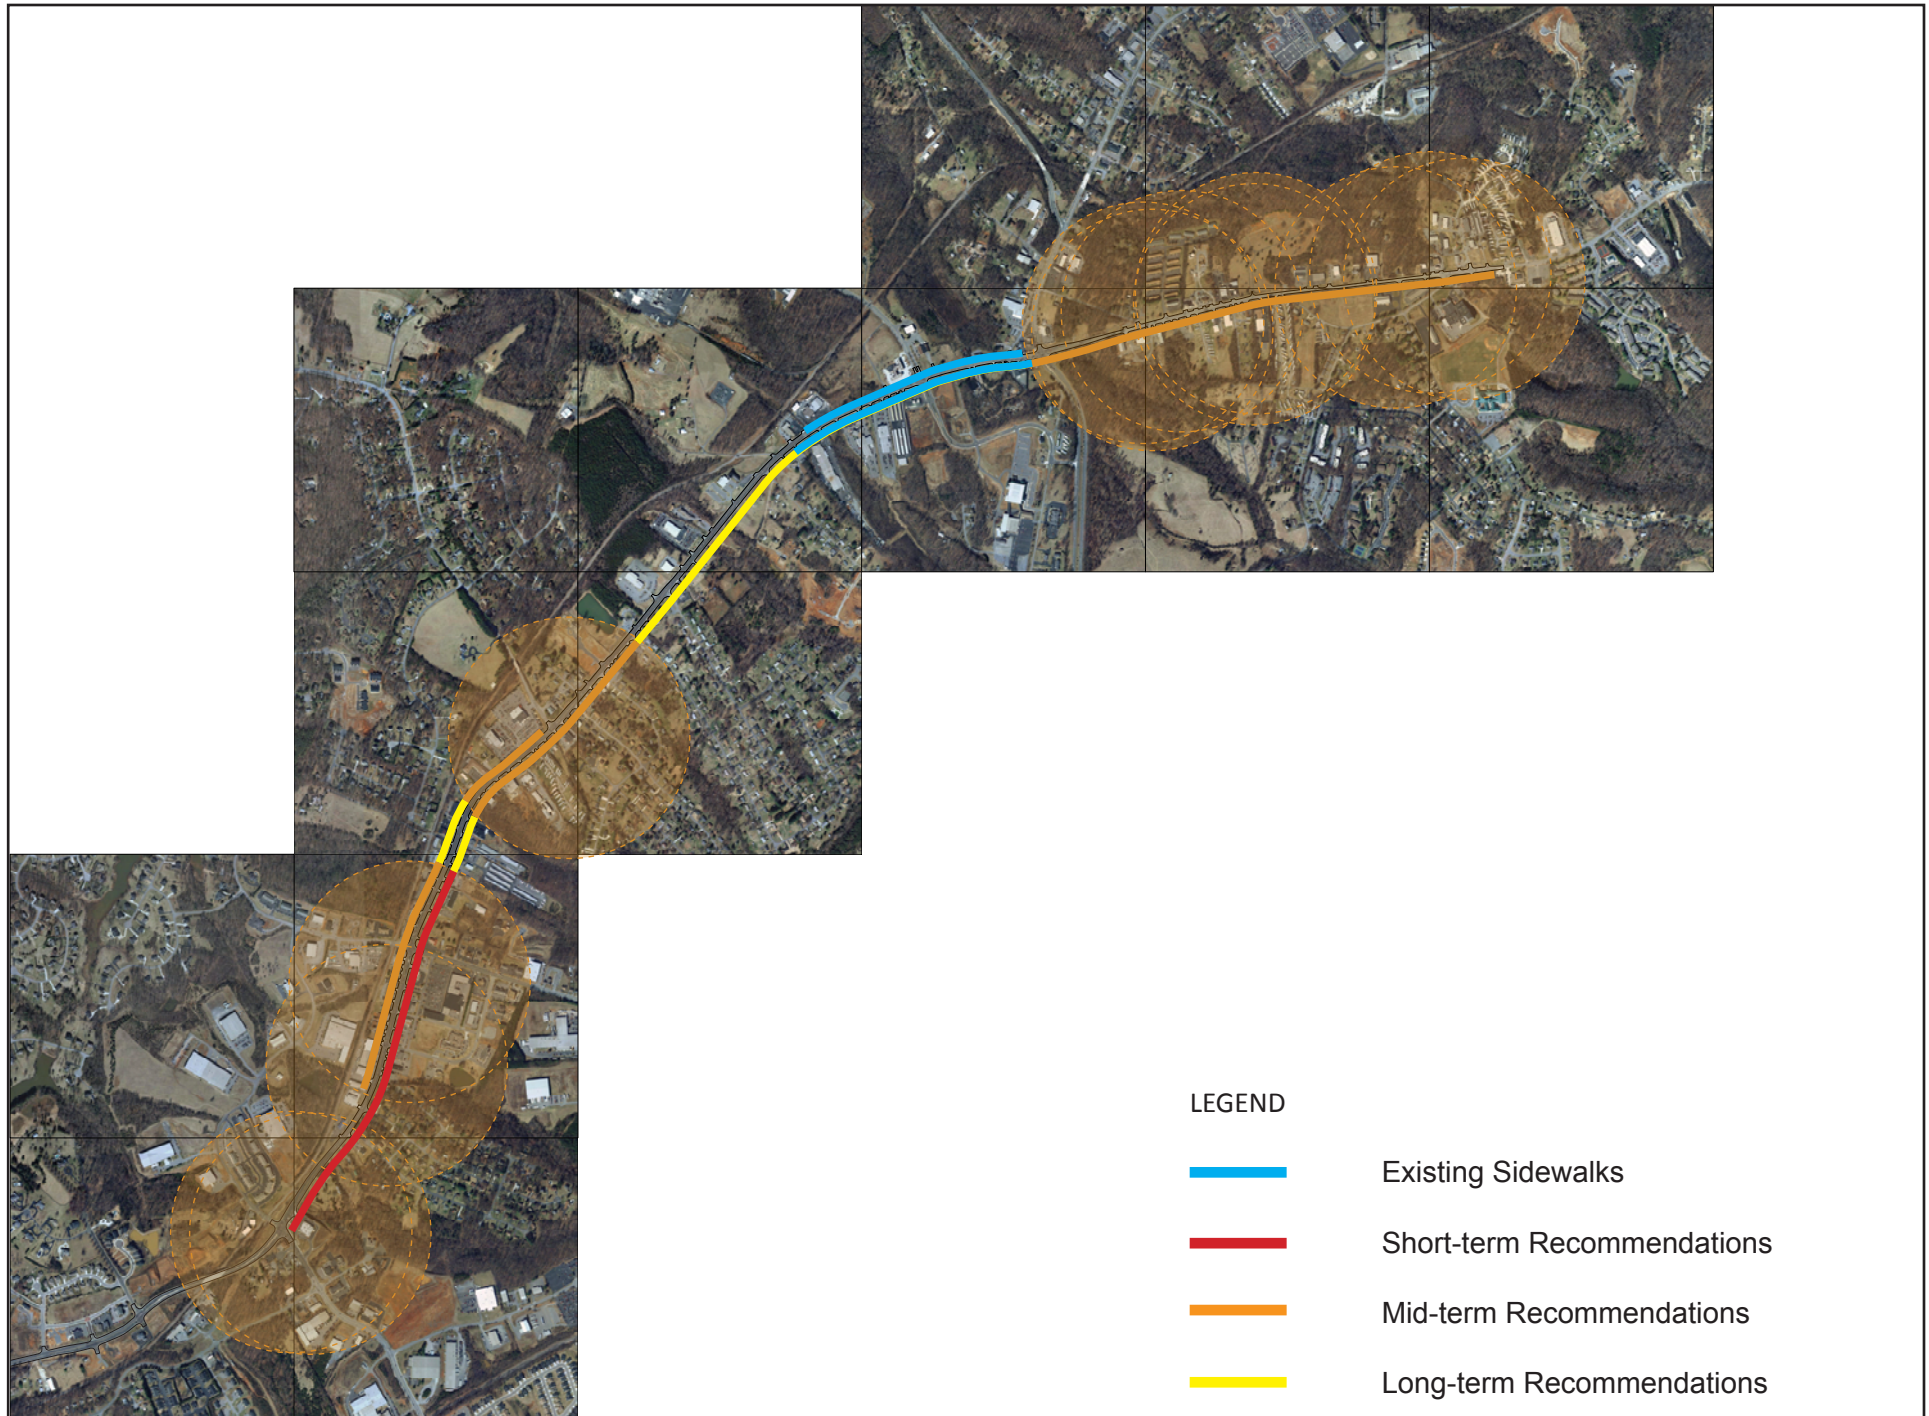 LEGEND
Existing Sidewalks
Short-term Recommendations
Mid-term Recommendations
Long-term Recommendations